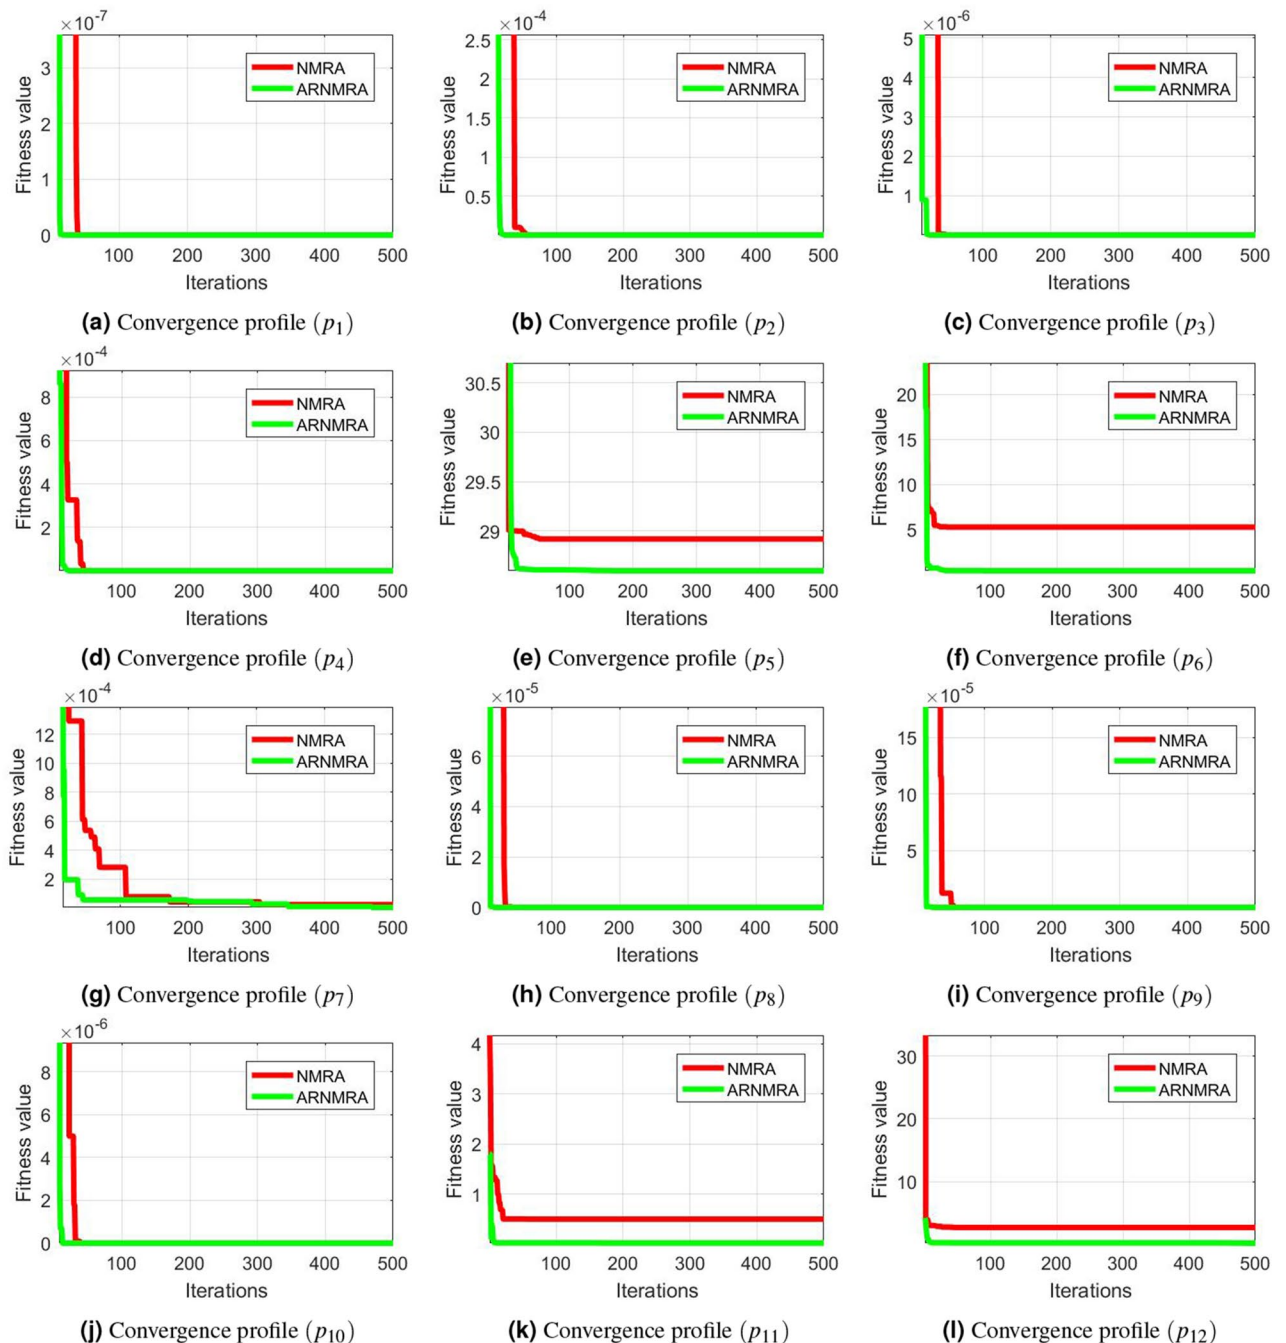 ×10⁻⁷
3
2
1
0
Fitness value
NMRA
ARNMRA
100 200 300 400 500
Iterations
(a) Convergence profile (p₁)
×10⁻⁴
2.5
2
1.5
1
0.5
Fitness value
NMRA
ARNMRA
100 200 300 400 500
Iterations
(b) Convergence profile (p₂)
×10⁻⁶
5
4
3
2
1
Fitness value
NMRA
ARNMRA
100 200 300 400 500
Iterations
(c) Convergence profile (p₃)
×10⁻⁴
8
6
4
2
Fitness value
NMRA
ARNMRA
100 200 300 400 500
Iterations
(d) Convergence profile (p₄)
30.5
30
29.5
29
Fitness value
NMRA
ARNMRA
100 200 300 400 500
Iterations
(e) Convergence profile (p₅)
20
15
10
5
Fitness value
NMRA
ARNMRA
100 200 300 400 500
Iterations
(f) Convergence profile (p₆)
×10⁻⁴
12
10
8
6
4
2
Fitness value
NMRA
ARNMRA
100 200 300 400 500
Iterations
(g) Convergence profile (p₇)
×10⁻⁵
6
4
2
0
Fitness value
NMRA
ARNMRA
100 200 300 400 500
Iterations
(h) Convergence profile (p₈)
×10⁻⁵
15
10
5
Fitness value
NMRA
ARNMRA
100 200 300 400 500
Iterations
(i) Convergence profile (p₉)
×10⁻⁶
8
6
4
2
0
Fitness value
NMRA
ARNMRA
100 200 300 400 500
Iterations
(j) Convergence profile (p₁₀)
4
3
2
1
Fitness value
NMRA
ARNMRA
100 200 300 400 500
Iterations
(k) Convergence profile (p₁₁)
30
20
10
Fitness value
NMRA
ARNMRA
100 200 300 400 500
Iterations
(l) Convergence profile (p₁₂)